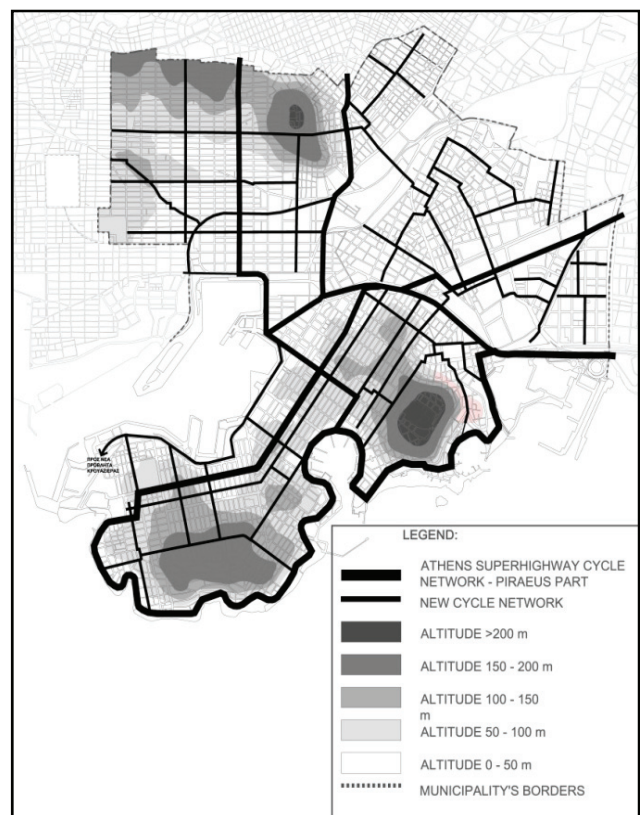 ΠΡΟΣ ΝΕΑ
ΠΡΟΒΛΗΤΑ
ΚΡΟΥΑΖΙΕΡΑΣ
LEGEND:
ATHENS SUPERHIGHWAY CYCLE
NETWORK - PIRAEUS PART
NEW CYCLE NETWORK
ALTITUDE >200 m
ALTITUDE 150 - 200 m
ALTITUDE 100 - 150
m
ALTITUDE 50 - 100 m
ALTITUDE 0 - 50 m
MUNICIPALITY'S BORDERS